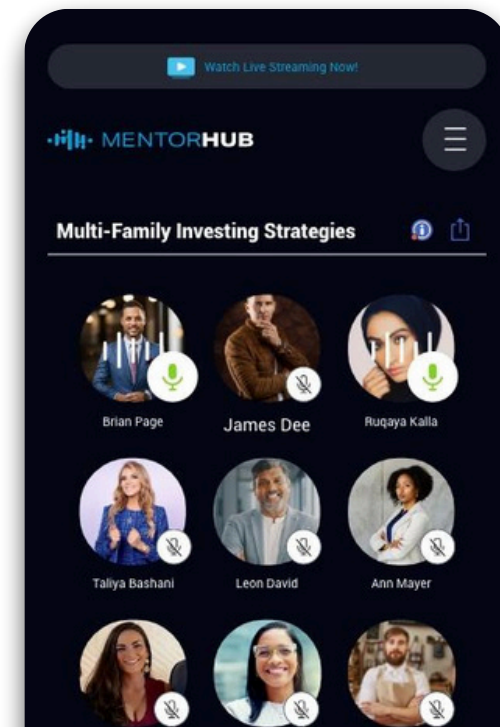 Watch Live Streaming Now!
MENTORHUB
Multi-Family Investing Strategies
Brian Page
James Dee
Ruqaya Kalla
Taliya Bashani
Leon David
Ann Mayer